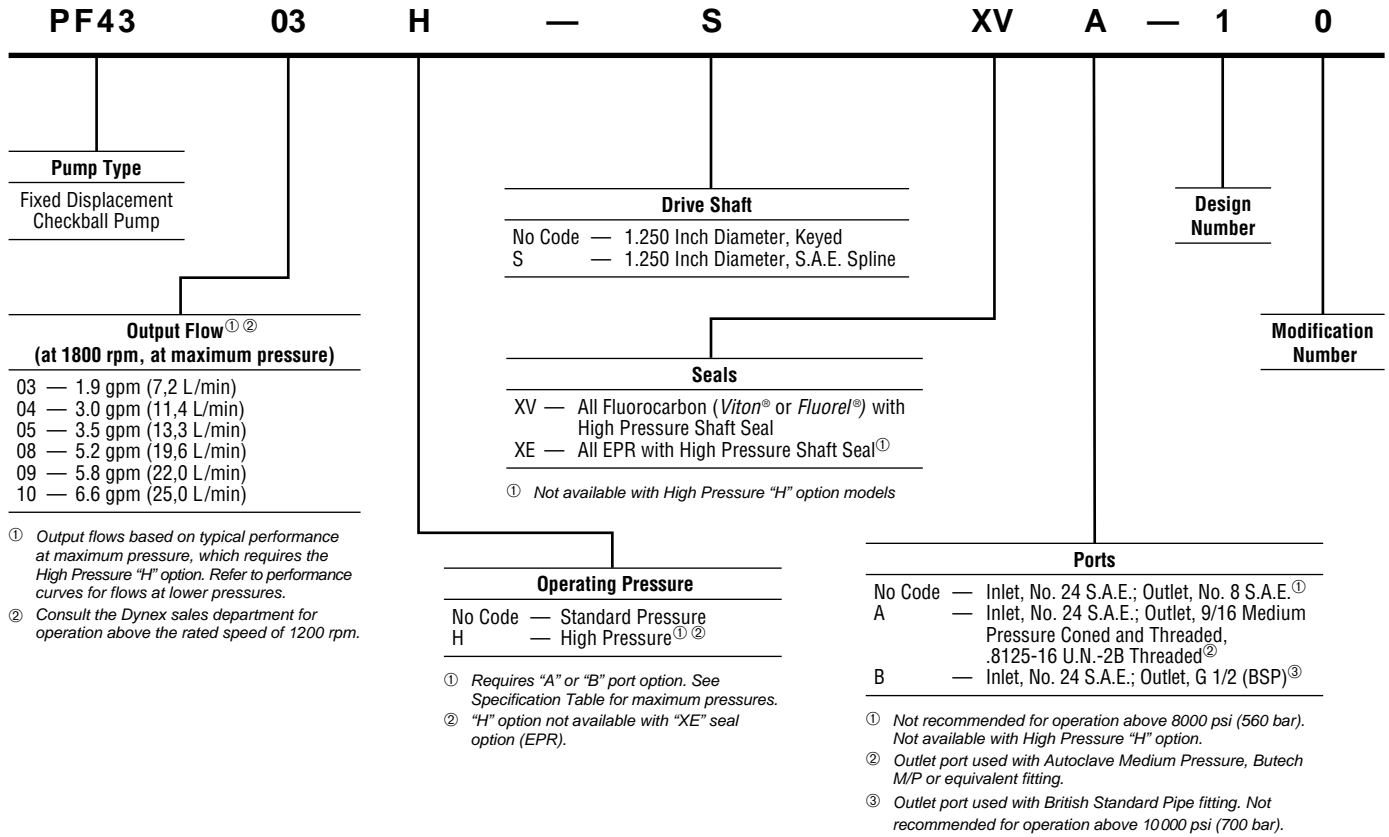 PF43 03 H — S XV A — 1 0
Pump Type
Fixed Displacement
Checkball Pump
Output Flow① ②
(at 1800 rpm, at maximum pressure)
03 — 1.9 gpm (7,2 L/min)
04 — 3.0 gpm (11,4 L/min)
05 — 3.5 gpm (13,3 L/min)
08 — 5.2 gpm (19,6 L/min)
09 — 5.8 gpm (22,0 L/min)
10 — 6.6 gpm (25,0 L/min)
① Output flows based on typical performance
at maximum pressure, which requires the
High Pressure “H” option. Refer to performance
curves for flows at lower pressures.
② Consult the Dynex sales department for
operation above the rated speed of 1200 rpm.
Operating Pressure
No Code — Standard Pressure
H — High Pressure① ②
① Requires “A” or “B” port option. See
Specification Table for maximum pressures.
② “H” option not available with “XE” seal
option (EPR).
Drive Shaft
No Code — 1.250 Inch Diameter, Keyed
S — 1.250 Inch Diameter, S.A.E. Spline
Seals
XV — All Fluorocarbon (Viton® or Fluorel®) with
High Pressure Shaft Seal
XE — All EPR with High Pressure Shaft Seal①
① Not available with High Pressure “H” option models
Ports
No Code — Inlet, No. 24 S.A.E.; Outlet, No. 8 S.A.E.①
A — Inlet, No. 24 S.A.E.; Outlet, 9/16 Medium
Pressure Coned and Threaded,
.8125-16 U.N.-2B Threaded②
B — Inlet, No. 24 S.A.E.; Outlet, G 1/2 (BSP)③
① Not recommended for operation above 8000 psi (560 bar).
Not available with High Pressure “H” option.
② Outlet port used with Autoclave Medium Pressure, Butech
M/P or equivalent fitting.
③ Outlet port used with British Standard Pipe fitting. Not
recommended for operation above 10 000 psi (700 bar).
Design
Number
Modification
Number